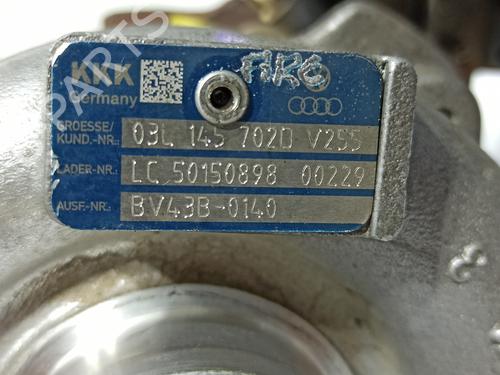 KKK
Germany
ARG
GROESSE/
KUND.-NR.: 03L 145 702D V255
LADER-NR.: LC 50150898 00229
AUSF.-NR.: BV43B-0140
PARTS